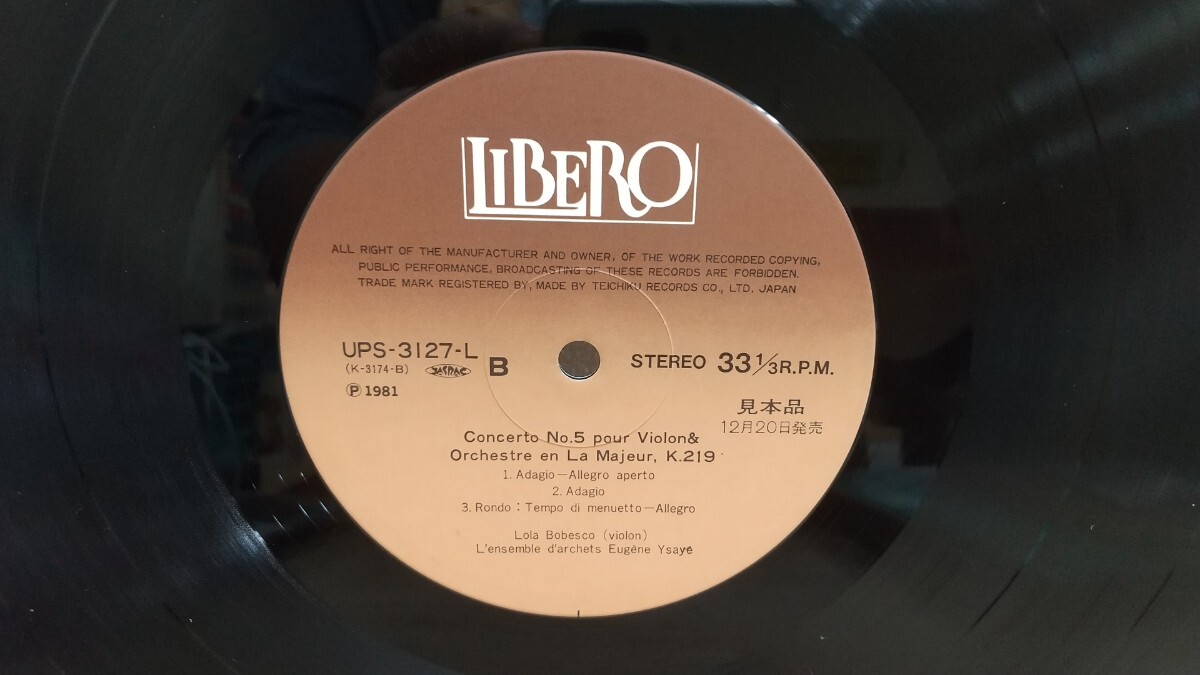 LIBERO
ALL RIGHT OF THE MANUFACTURER AND OWNER, OF THE WORK RECORDED COPYING,
PUBLIC PERFORMANCE, BROADCASTING OF THESE RECORDS ARE FORBIDDEN.
TRADE MARK REGISTERED BY, MADE BY TEICHIKU RECORDS CO., LTD. JAPAN
UPS-3127-L B STEREO 33 1/3 R.P.M.
(K-3174-B) JASRAC
Ⓟ 1981
見本品
12月20日発売
Concerto No.5 pour Violon&
Orchestre en La Majeur, K.219
1. Adagio—Allegro aperto
2. Adagio
3. Rondo : Tempo di menuetto—Allegro
Lola Bobesco (violon)
L'ensemble d'archets Eugène Ysaye